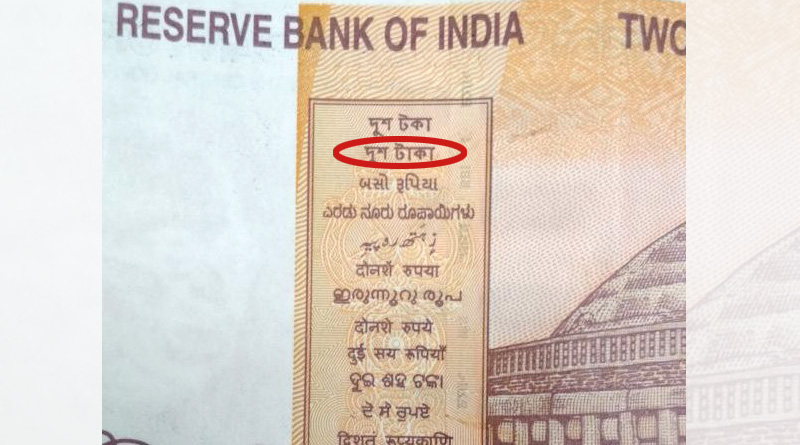 RESERVE BANK OF INDIA TWO
দুশ টকা
দুশ টাকা
બસો રૂપિયા
ಎರಡು ನೂರು ರೂಪಾಯಿಗಳು
दोनशें रुपया
ഇരുന്നൂറു രൂപ
दोनशे रुपये
दुई सय रूपियाँ
ଦୁଇ ଶହ ଟଙ୍କା
ਦੋ ਸੌ ਰੁਪਏ
द्विशतं रूप्यकाणि